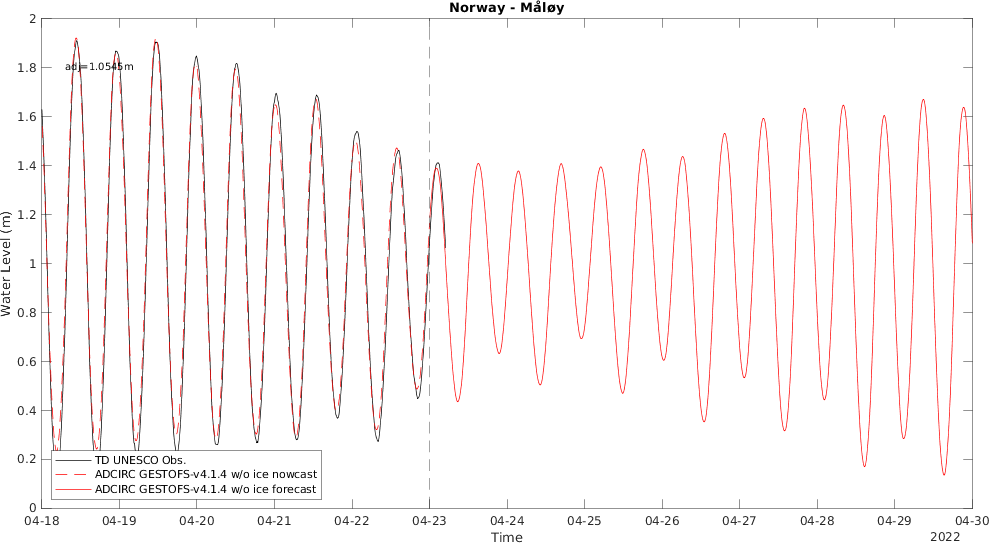 Norway - Måløy
2
1.8
1.6
1.4
1.2
1
0.8
0.6
0.4
0.2
0
Water Level (m)
adj=1.0545m
TD UNESCO Obs.
ADCIRC GESTOFS-v4.1.4 w/o ice nowcast
ADCIRC GESTOFS-v4.1.4 w/o ice forecast
04-18 04-19 04-20 04-21 04-22 04-23 04-24 04-25 04-26 04-27 04-28 04-29 04-30
Time
2022